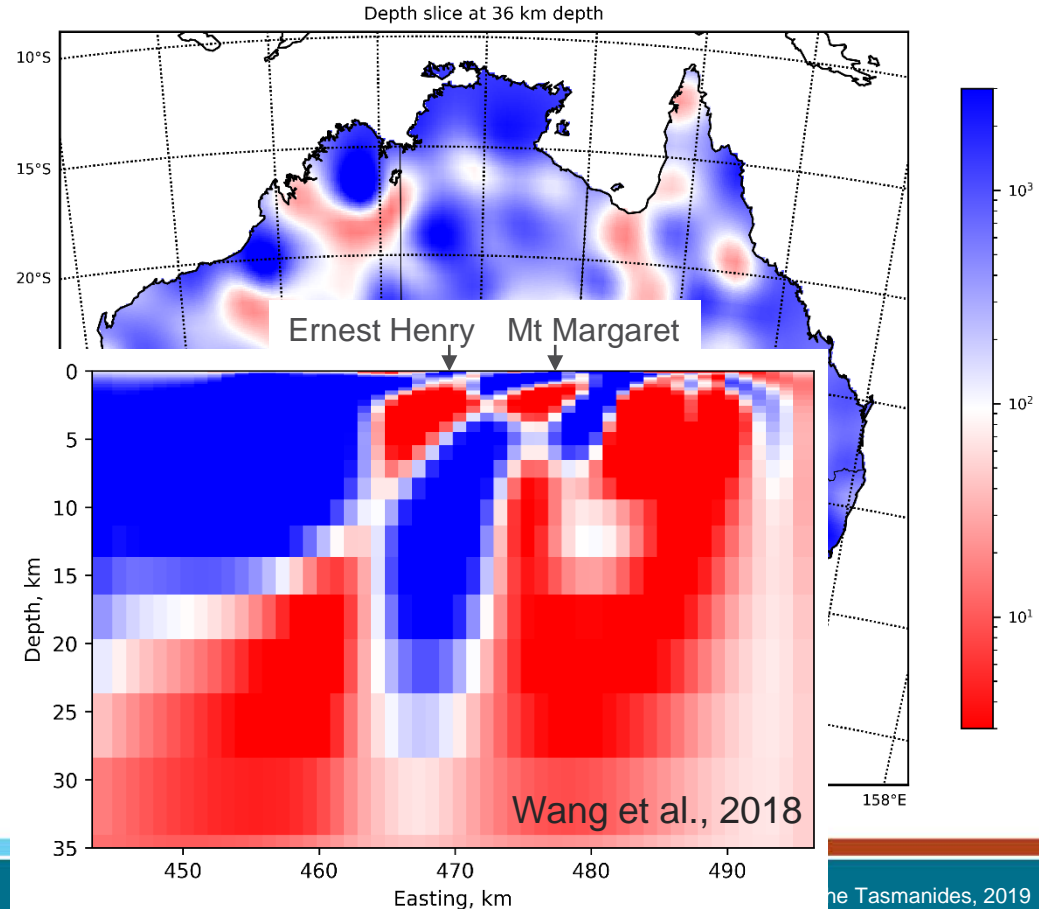 Depth slice at 36 km depth
10°S
15°S
20°S
10³
10²
10¹
158°E
Ernest Henry Mt Margaret
0
5
10
15
20
25
30
35
Depth, km
450 460 470 480 490
Easting, km
Wang et al., 2018
Tasmanides, 2019